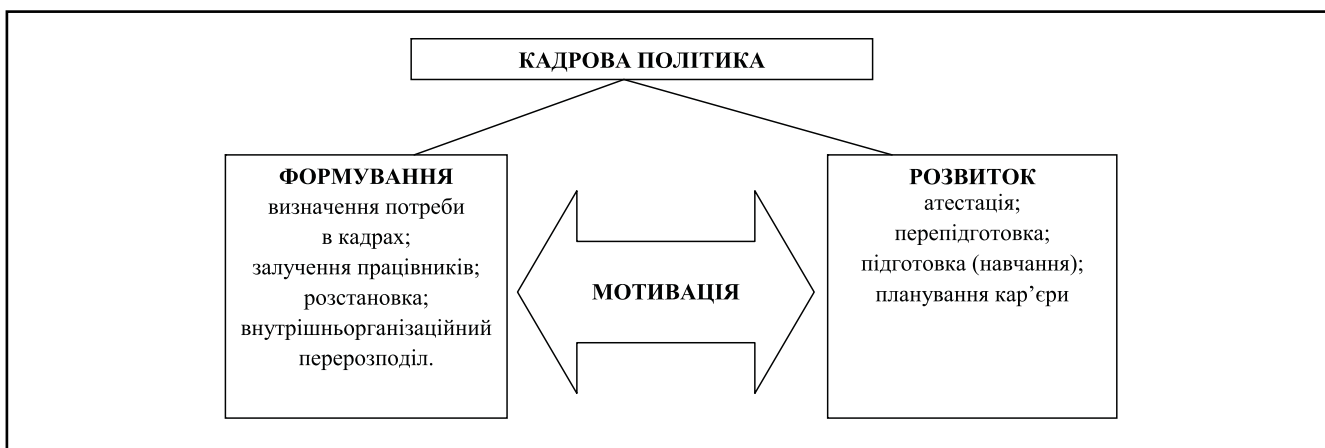 КАДРОВА ПОЛІТИКА
ФОРМУВАННЯ
визначення потреби
в кадрах;
залучення працівників;
розстановка;
внутрішньорганізаційний
перерозподіл.
МОТИВАЦІЯ
РОЗВИТОК
атестація;
перепідготовка;
підготовка (навчання);
планування кар’єри